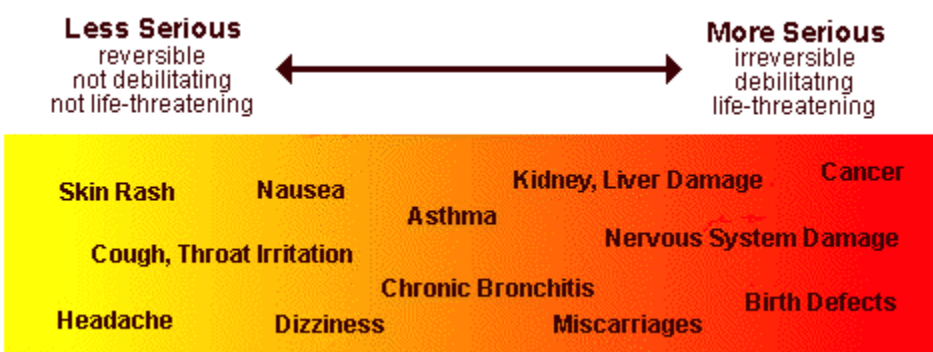 Less Serious
reversible
not debilitating
not life-threatening
More Serious
irreversible
debilitating
life-threatening
Skin Rash
Nausea
Kidney, Liver Damage
Cancer
Asthma
Cough, Throat Irritation
Nervous System Damage
Chronic Bronchitis
Birth Defects
Headache
Dizziness
Miscarriages